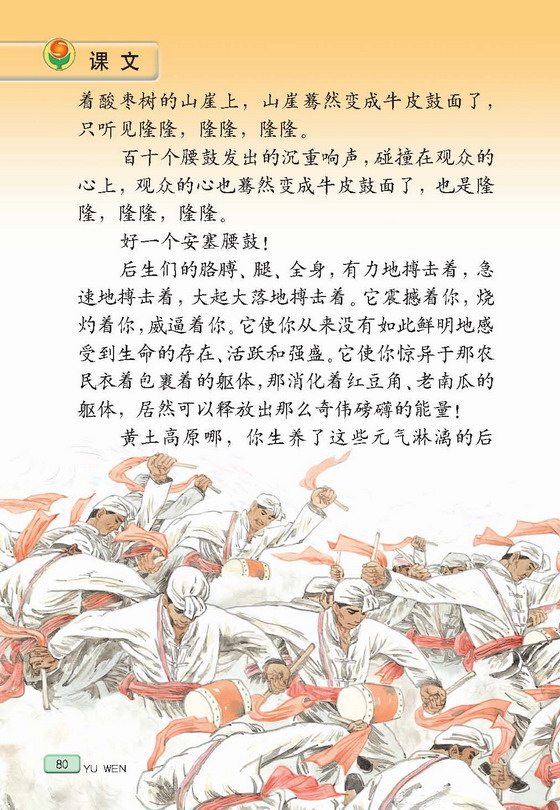 课文
着酸枣树的山崖上，山崖蓦然变成牛皮鼓面了，
只听见隆隆，隆隆，隆隆。
百十个腰鼓发出的沉重响声，碰撞在观众的
心上，观众的心也蓦然变成牛皮鼓面了，也是隆
隆，隆隆，隆隆。
好一个安塞腰鼓！
后生们的胳膊、腿、全身，有力地搏击着，急
速地搏击着，大起大落地搏击着。它震撼着你，烧
灼着你，威逼着你。它使你从来没有如此鲜明地感
受到生命的存在、活跃和强盛。它使你惊异于那农
民衣着包裹着的躯体，那消化着红豆角、老南瓜的
躯体，居然可以释放出那么奇伟磅礴的能量！
黄土高原哪，你生养了这些元气淋漓的后
80 YU WEN